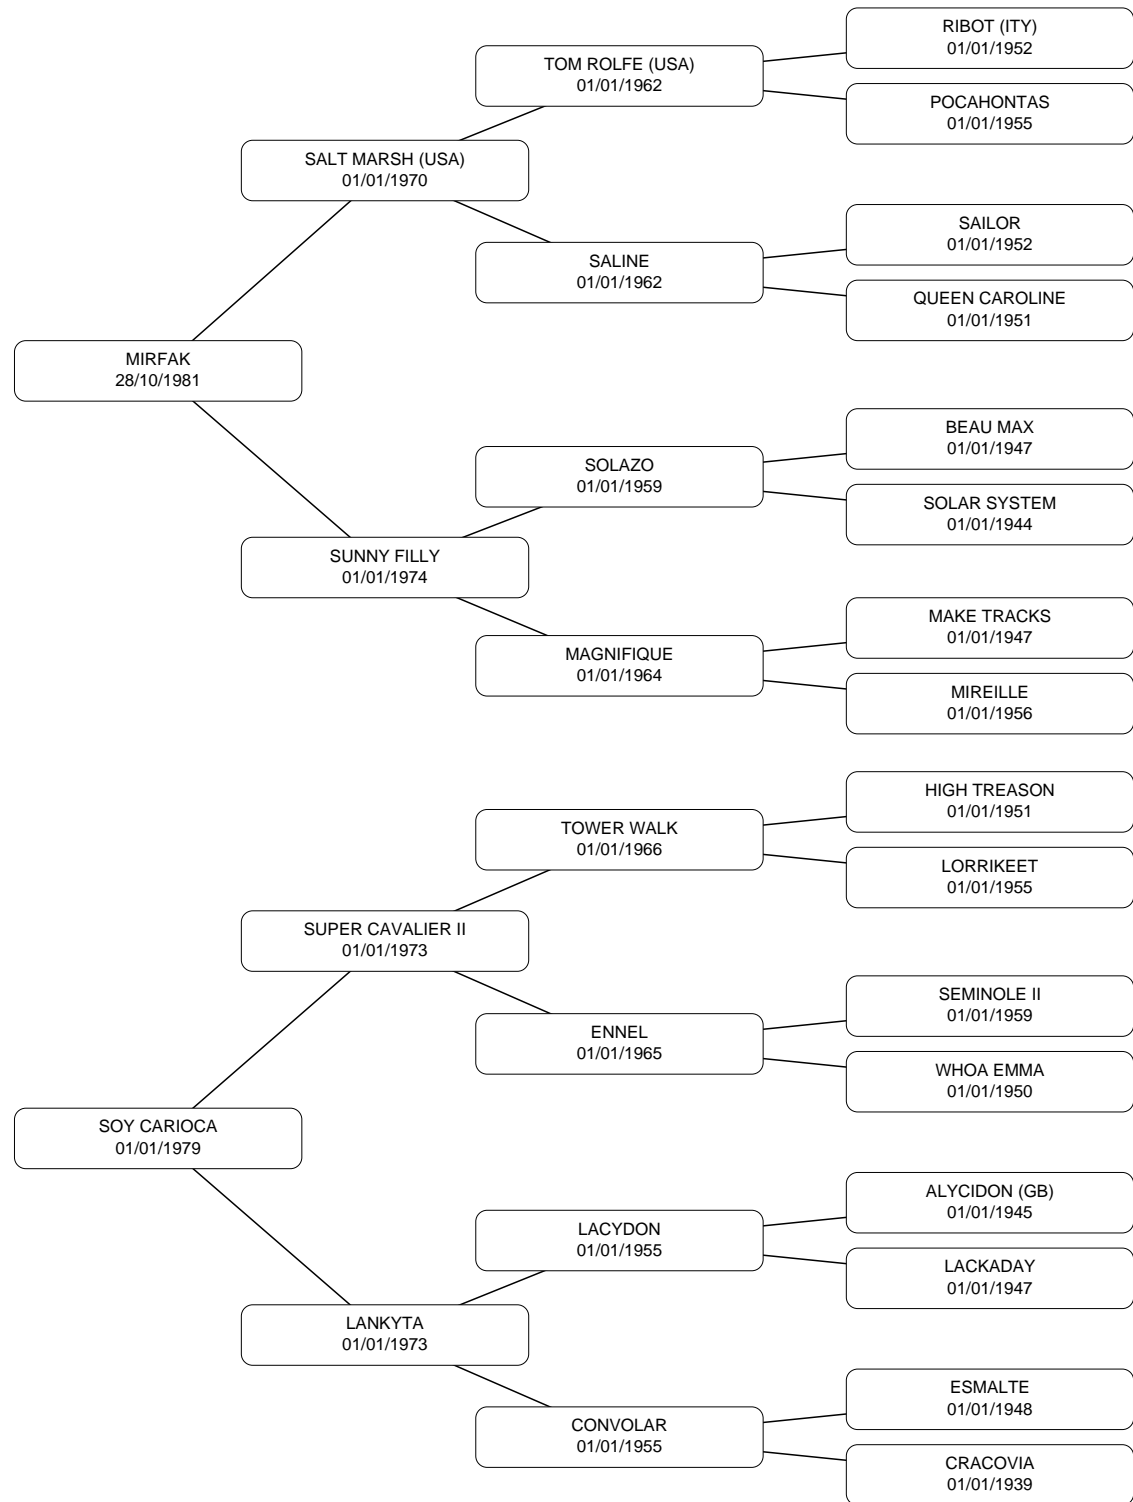 RIBOT (ITY)
01/01/1952
TOM ROLFE (USA)
01/01/1962
POCAHONTAS
01/01/1955
SALT MARSH (USA)
01/01/1970
SAILOR
01/01/1952
SALINE
01/01/1962
QUEEN CAROLINE
01/01/1951
MIRFAK
28/10/1981
BEAU MAX
01/01/1947
SOLAZO
01/01/1959
SOLAR SYSTEM
01/01/1944
SUNNY FILLY
01/01/1974
MAKE TRACKS
01/01/1947
MAGNIFIQUE
01/01/1964
MIREILLE
01/01/1956
HIGH TREASON
01/01/1951
TOWER WALK
01/01/1966
LORRIKEET
01/01/1955
SUPER CAVALIER II
01/01/1973
SEMINOLE II
01/01/1959
ENNEL
01/01/1965
WHOA EMMA
01/01/1950
SOY CARIOCA
01/01/1979
ALYCIDON (GB)
01/01/1945
LACYDON
01/01/1955
LACKADAY
01/01/1947
LANKYTA
01/01/1973
ESMALTE
01/01/1948
CONVOLAR
01/01/1955
CRACOVIA
01/01/1939